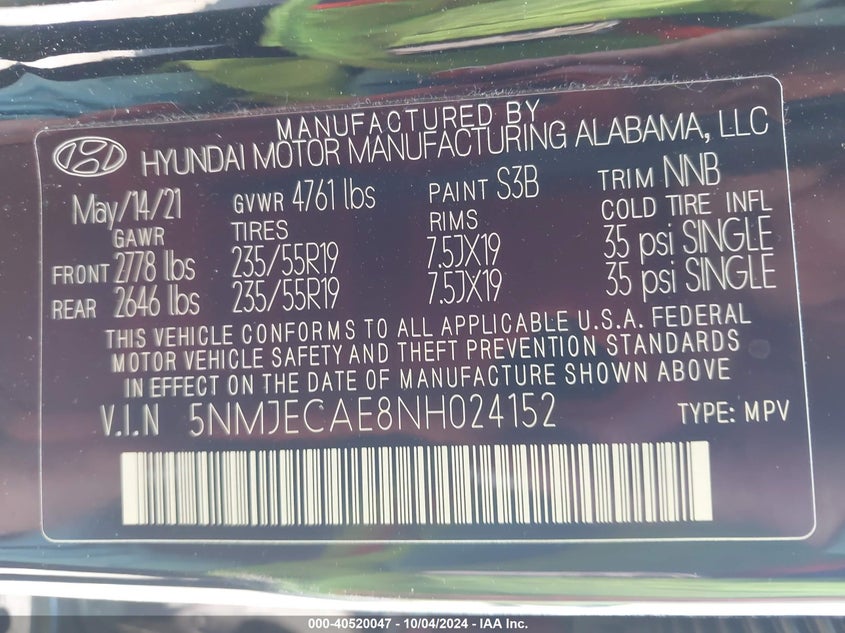 MANUFACTURED BY
HYUNDAI MOTOR MANUFACTURING ALABAMA, LLC
May/14/21 GVWR 4761 lbs PAINT S3B TRIM NNB
GAWR TIRES RIMS COLD TIRE INFL
FRONT 2778 lbs 235/55R19 7.5JX19 35 psi SINGLE
REAR 2646 lbs 235/55R19 7.5JX19 35 psi SINGLE
THIS VEHICLE CONFORMS TO ALL APPLICABLE U.S.A. FEDERAL
MOTOR VEHICLE SAFETY AND THEFT PREVENTION STANDARDS
IN EFFECT ON THE DATE OF MANUFACTURE SHOWN ABOVE
V.I.N 5NMJECAE8NH024152 TYPE: MPV
000-40520047 - 10/04/2024 - IAA Inc.